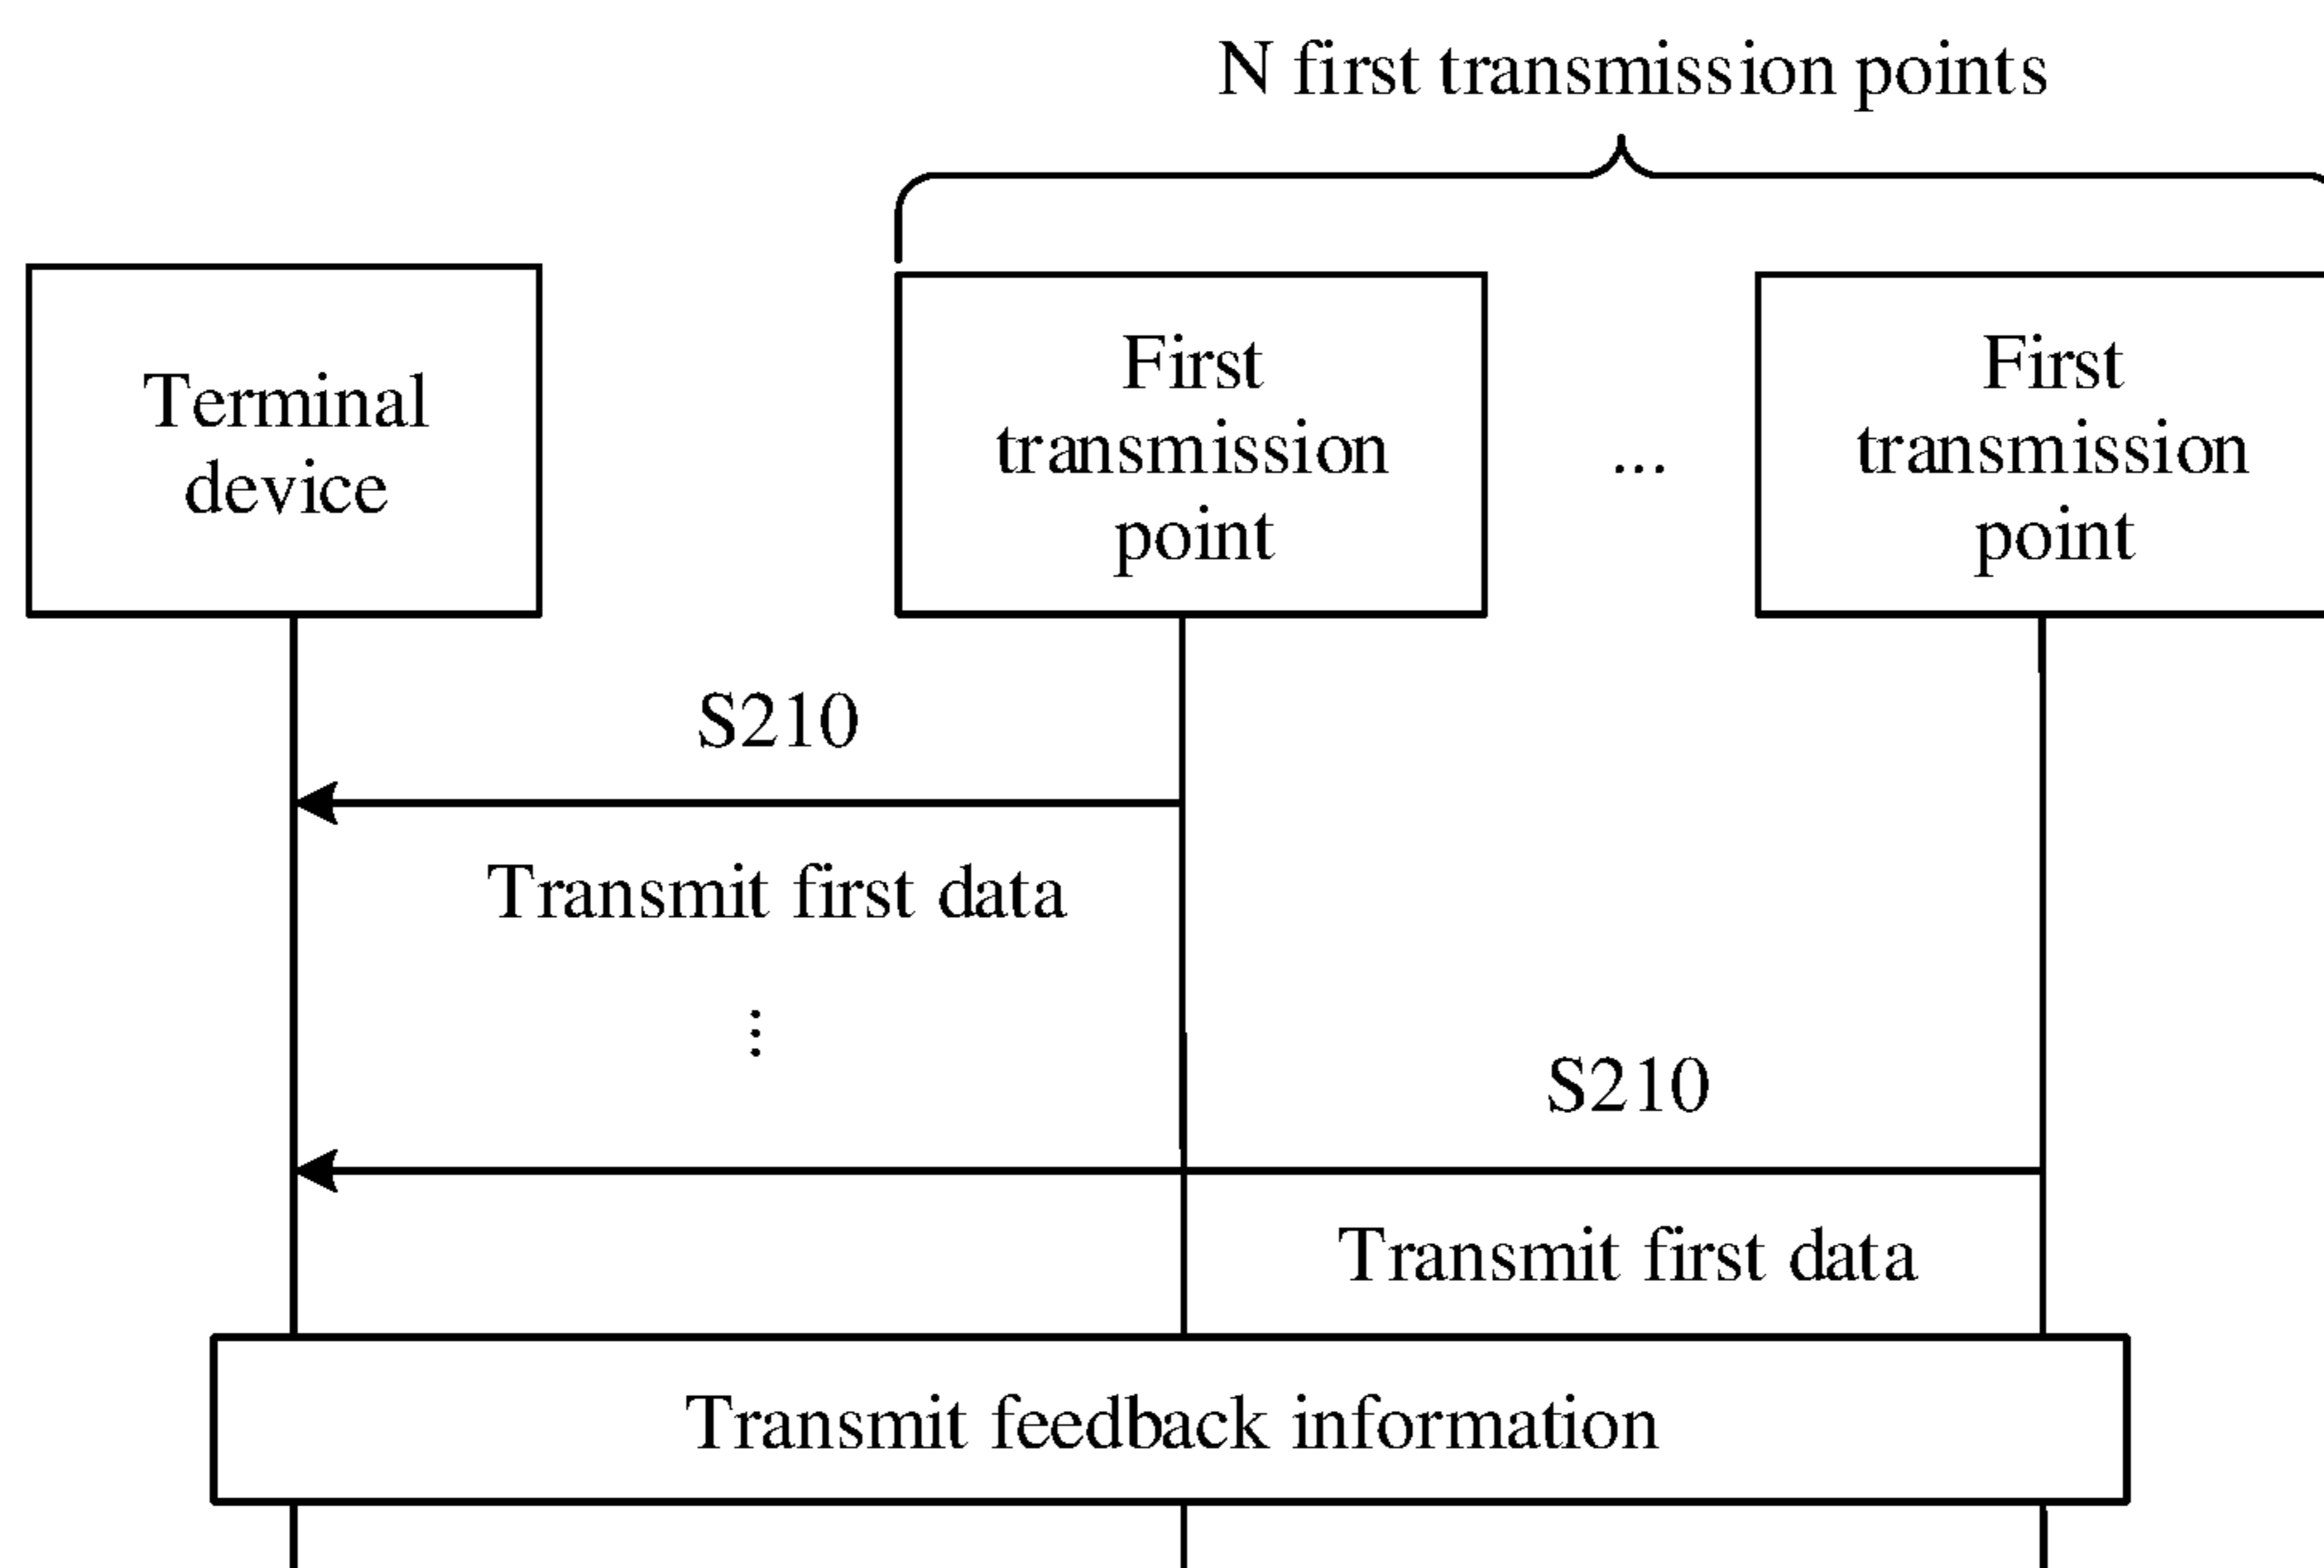 N first transmission points
Terminal
device
First
transmission
point
...
First
transmission
point
S210
Transmit first data
⋮
S210
Transmit first data
Transmit feedback information